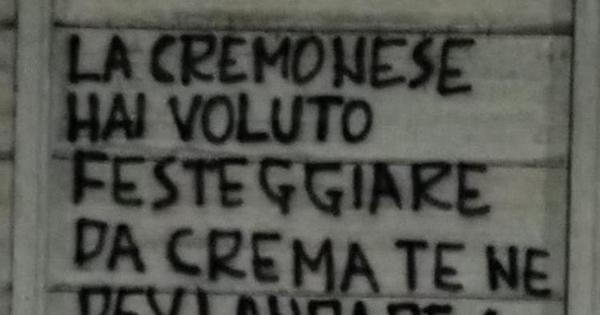 LA CREMONESE
HAI VOLUTO
FESTEGGIARE
DA CREMA TE NE